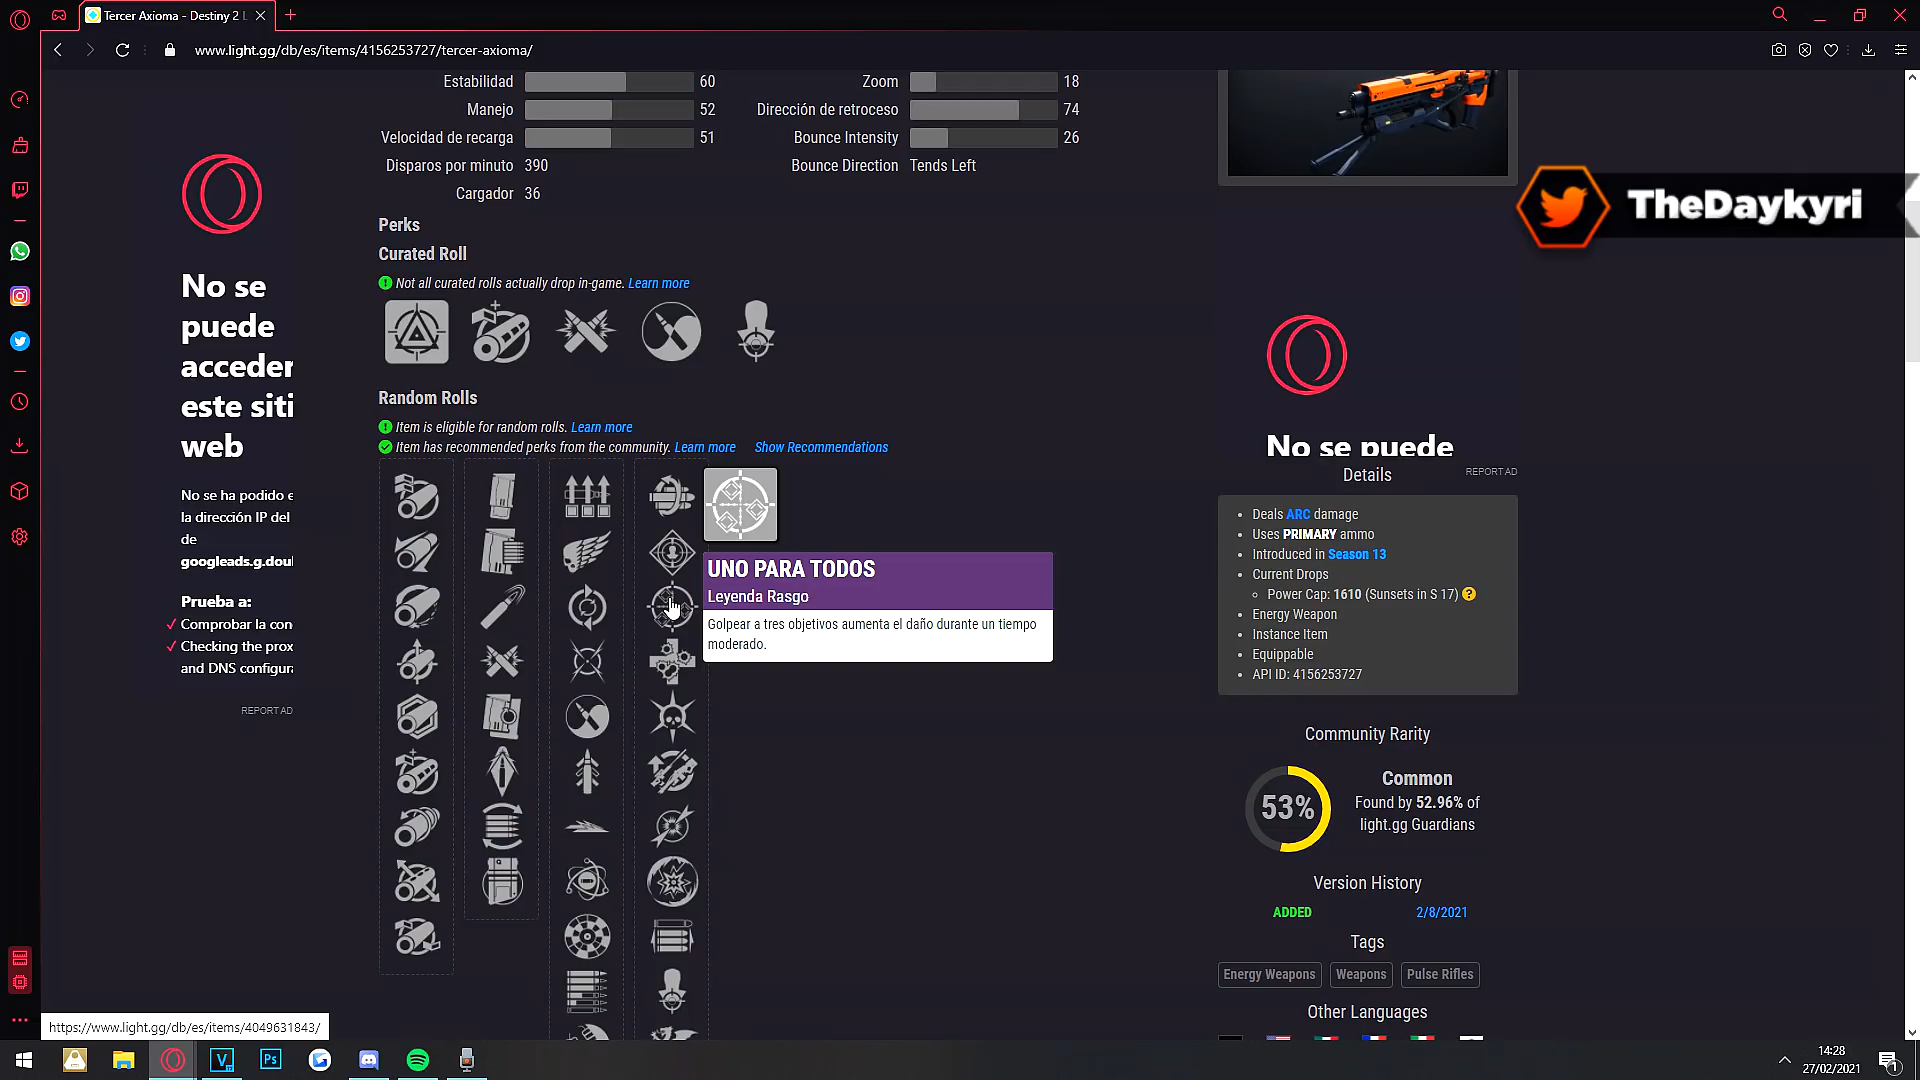 Tercer Axioma - Destiny 2 L
www.light.gg/db/es/items/4156253727/tercer-axioma/
Estabilidad 60
Zoom 18
Manejo 52
Dirección de retroceso 74
Velocidad de recarga 51
Bounce Intensity 26
Disparos por minuto 390
Bounce Direction Tends Left
Cargador 36
TheDaykyri
Perks
Curated Roll
Not all curated rolls actually drop in-game. Learn more
Random Rolls
Item is eligible for random rolls. Learn more
Item has recommended perks from the community. Learn more Show Recommendations
UNO PARA TODOS
Leyenda Rasgo
Golpear a tres objetivos aumenta el daño durante un tiempo
moderado.
No se
puede
acceder
este siti
web
No se ha podido e
la dirección IP del
de
googleads.g.doul
Prueba a:
Comprobar la con
Checking the prox
and DNS configura
REPORT AD
No se puede
REPORT AD
Details
Deals ARC damage
Uses PRIMARY ammo
Introduced in Season 13
Current Drops
Power Cap: 1610 (Sunsets in S 17) ?
Energy Weapon
Instance Item
Equippable
API ID: 4156253727
Community Rarity
53%
Common
Found by 52.96% of
light.gg Guardians
Version History
ADDED 2/8/2021
Tags
Energy Weapons Weapons Pulse Rifles
Other Languages
https://www.light.gg/db/es/items/4049631843/
V
Ps
14:28
27/02/2021
1